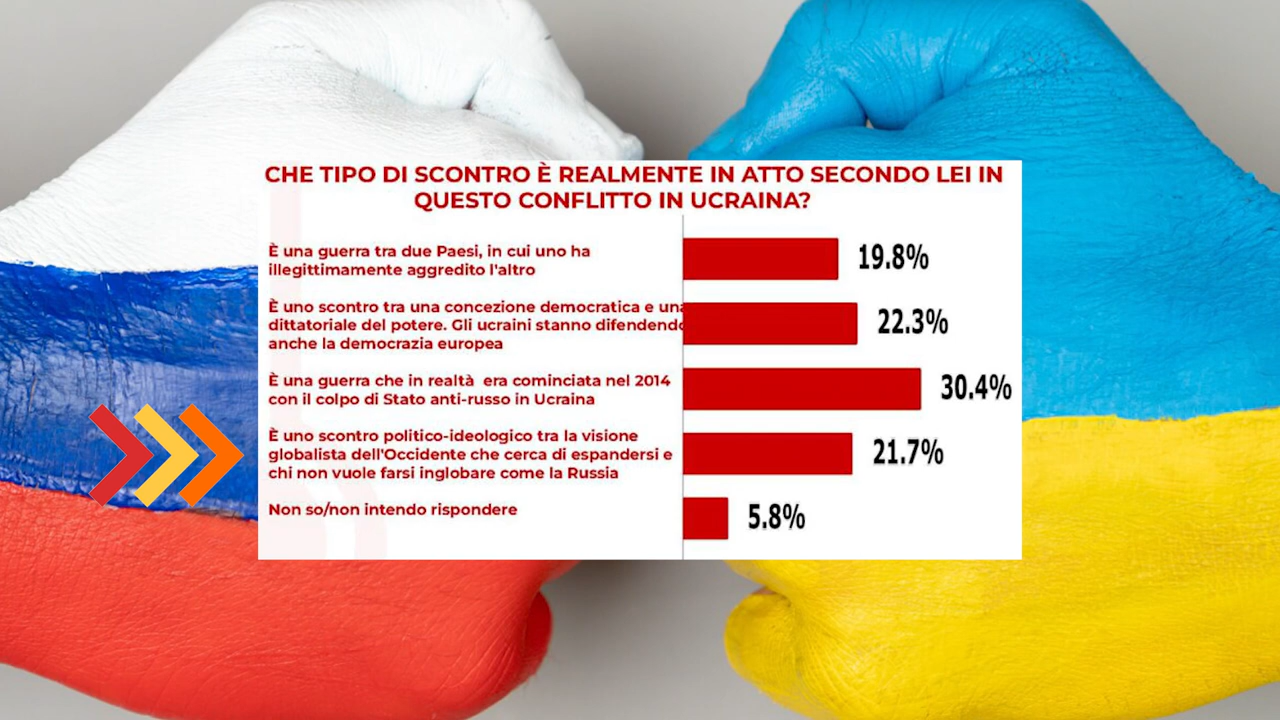 CHE TIPO DI SCONTRO È REALMENTE IN ATTO SECONDO LEI IN
QUESTO CONFLITTO IN UCRAINA?
È una guerra tra due Paesi, in cui uno ha
illegittimamente aggredito l'altro
19.8%
È uno scontro tra una concezione democratica e una
dittatoriale del potere. Gli ucraini stanno difendendo
anche la democrazia europea
22.3%
È una guerra che in realtà era cominciata nel 2014
con il colpo di Stato anti-russo in Ucraina
30.4%
È uno scontro politico-ideologico tra la visione
globalista dell'Occidente che cerca di espandersi e
chi non vuole farsi inglobare come la Russia
21.7%
Non so/non intendo rispondere
5.8%